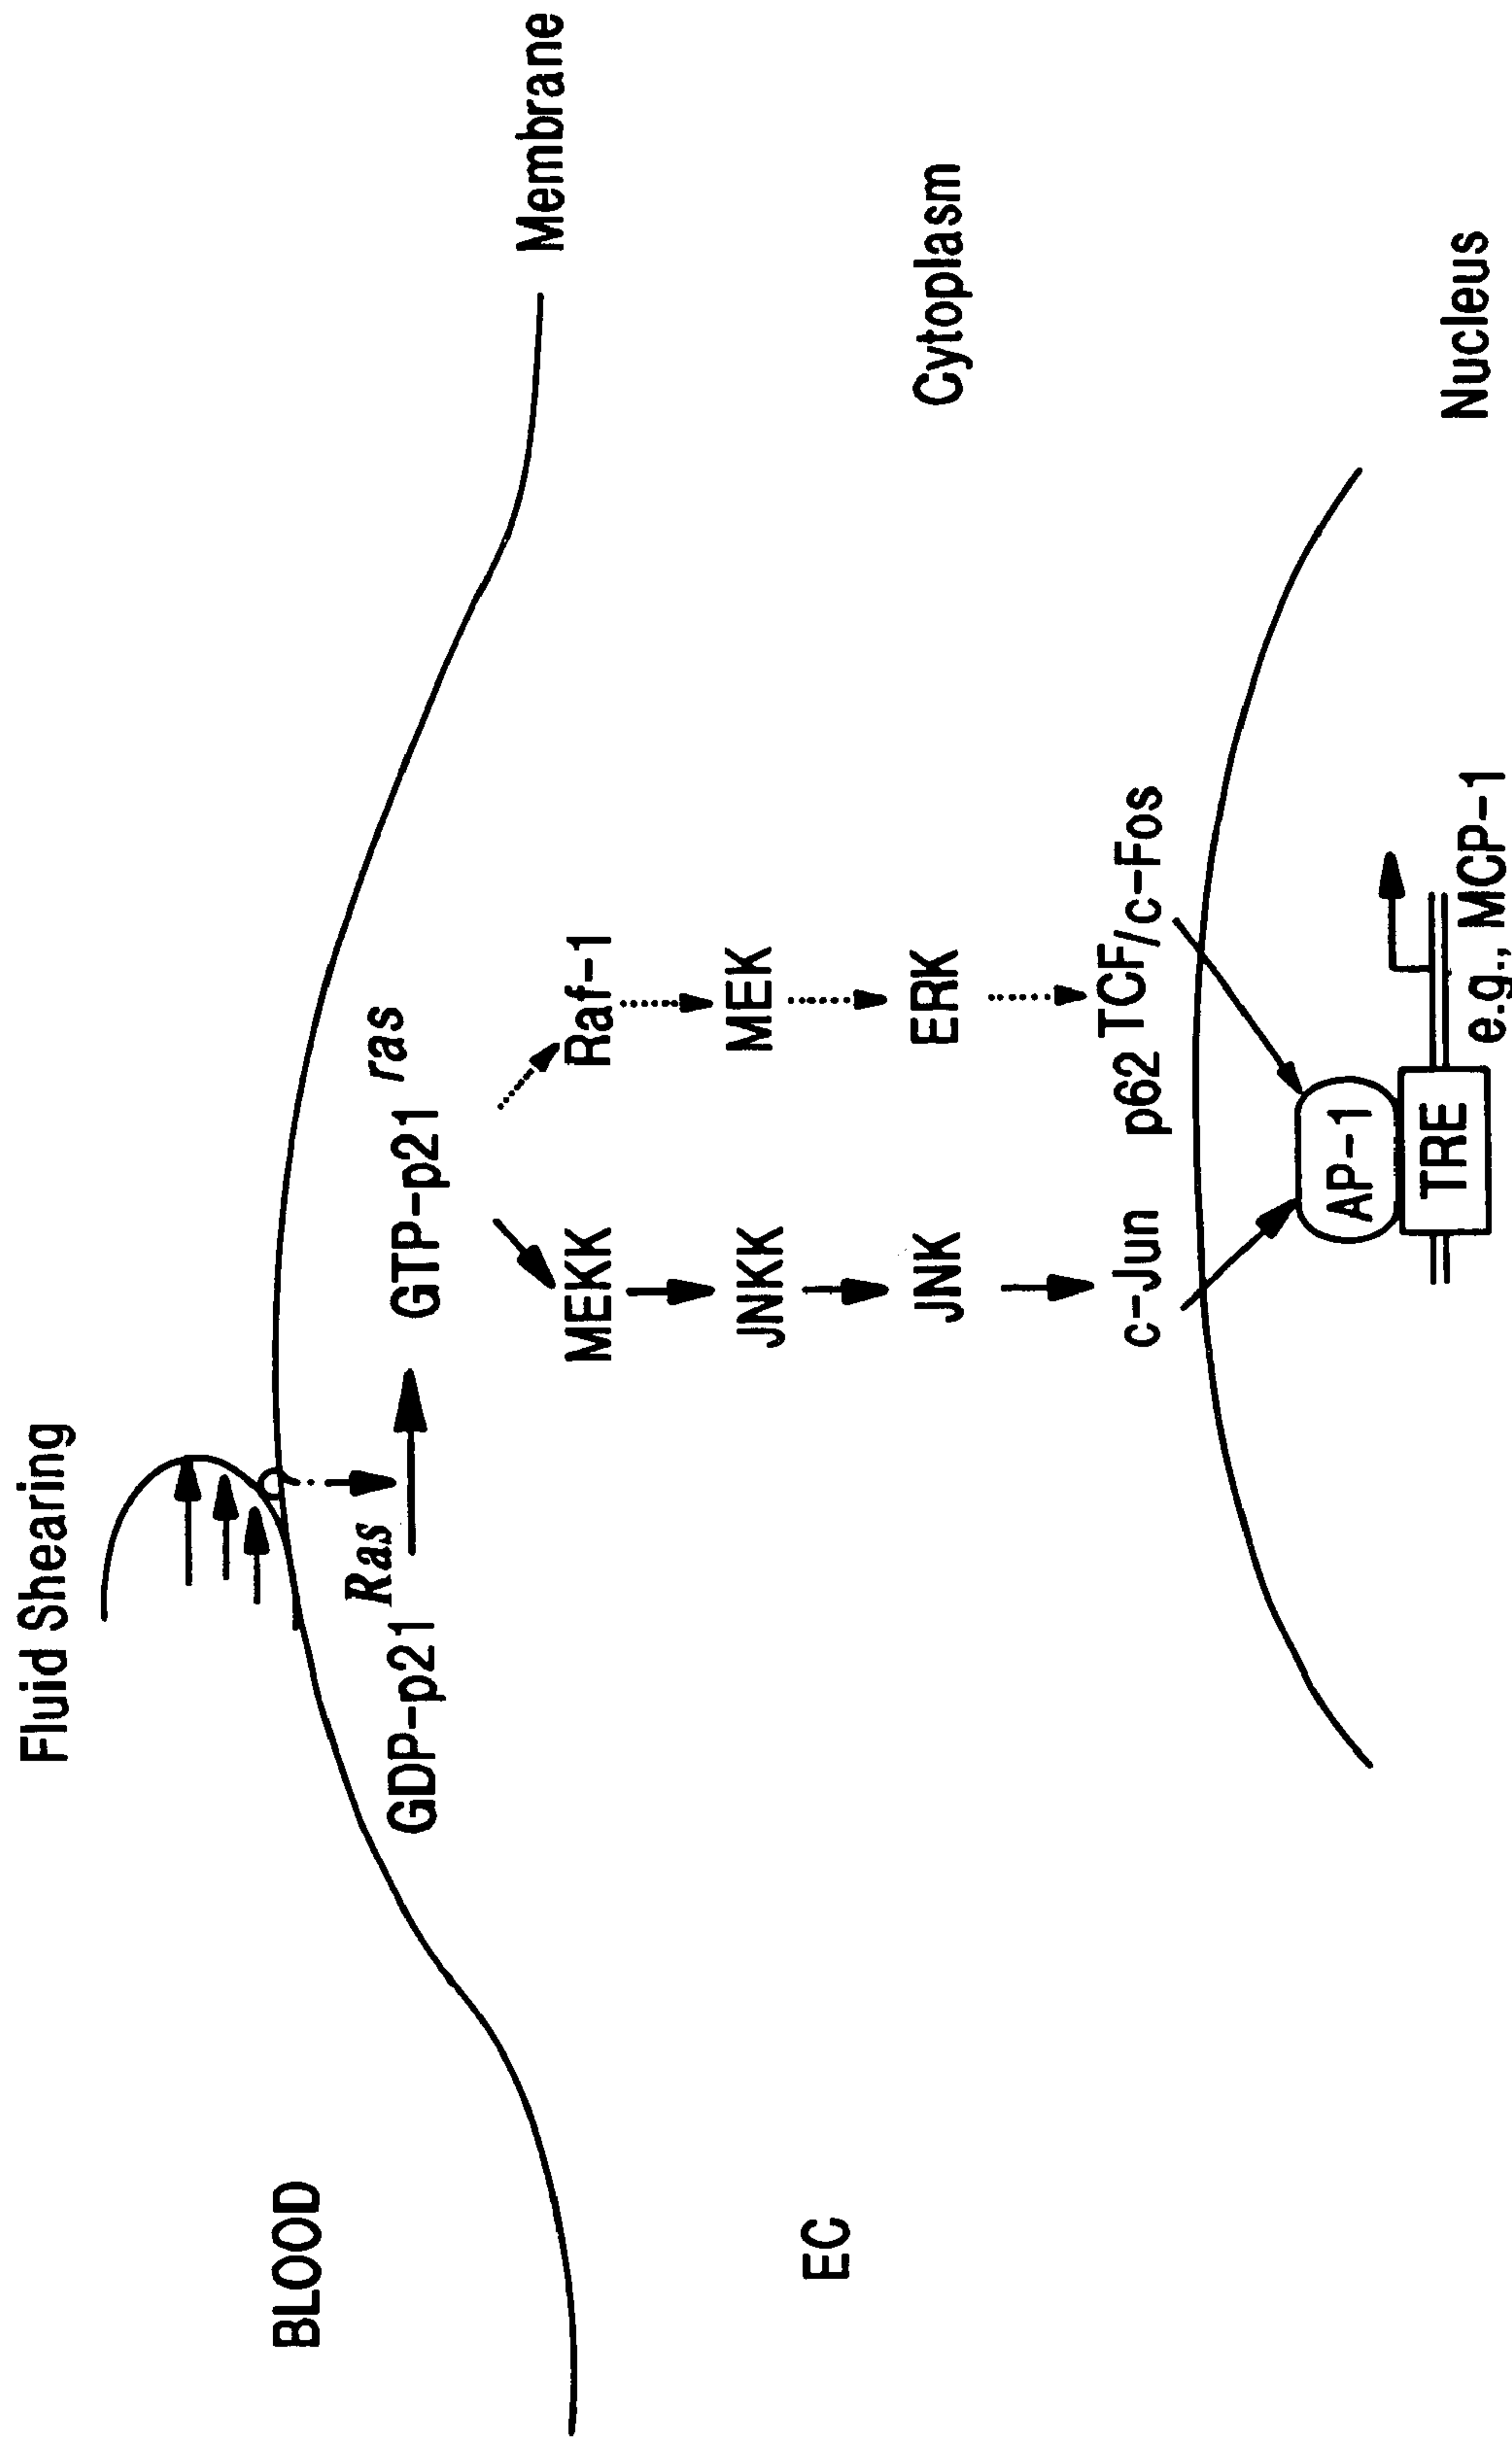 Fluid Shearing
BLOOD
Ras ras
GDP-p21 GTP-p21
Membrane
MEKK Raf-1
JNKK MEK
EC
JNK ERK
Cytoplasm
c-Jun p62 TCF/c-Fos
AP-1
TRE
e.g., MCP-1
Nucleus